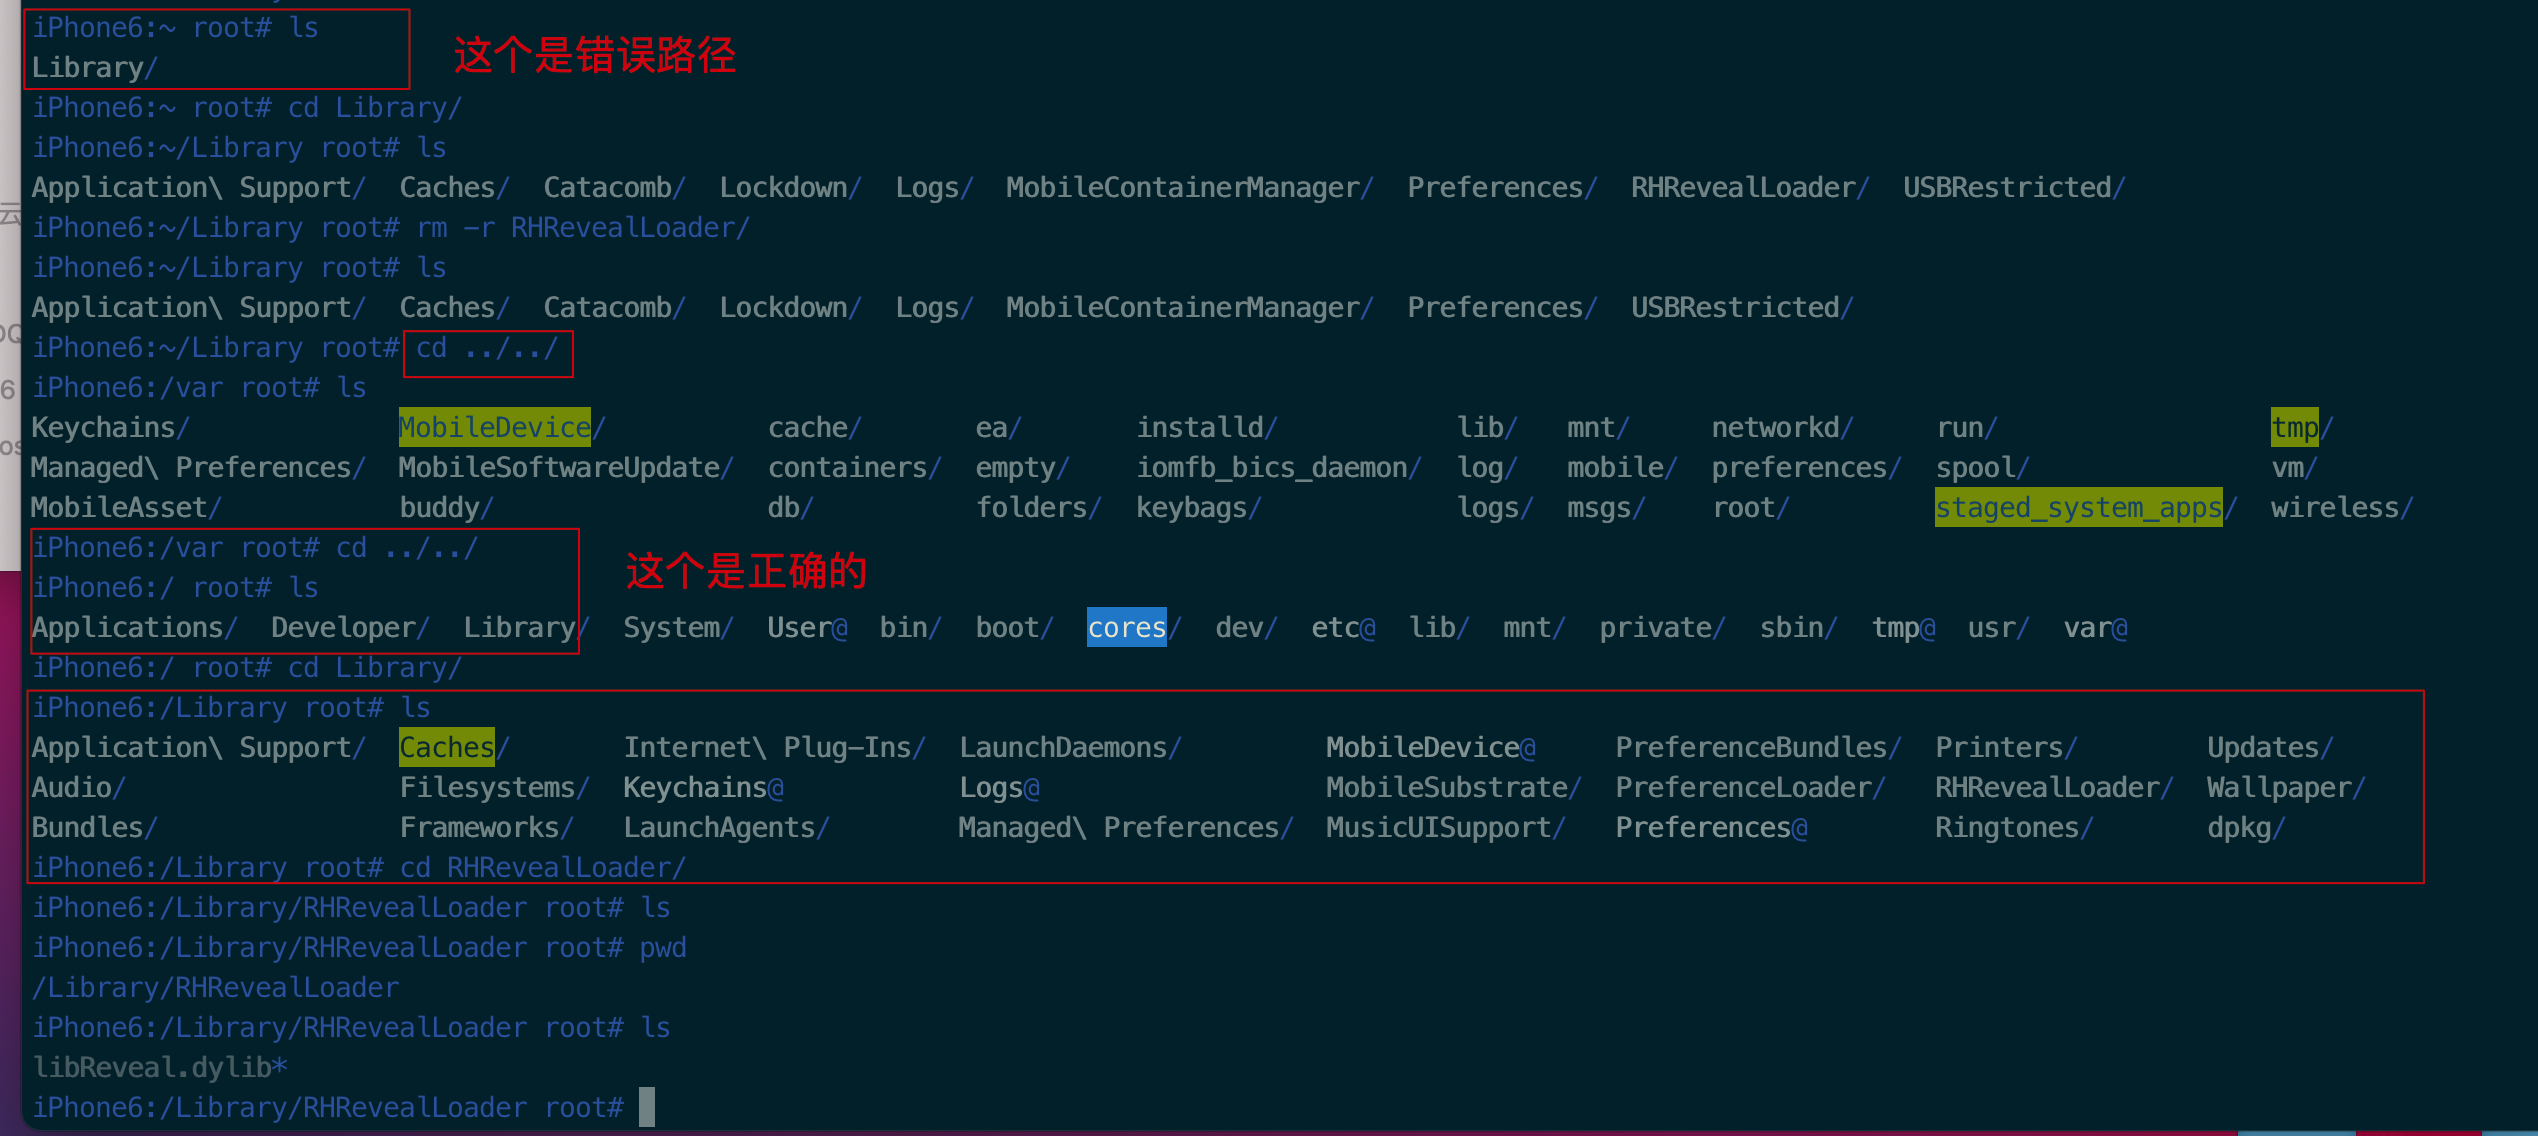 iPhone6:~ root# ls
这个是错误路径
Library/
iPhone6:~ root# cd Library/
iPhone6:~/Library root# ls
Application\ Support/  Caches/  Catacomb/  Lockdown/  Logs/  MobileContainerManager/  Preferences/  RHRevealLoader/  USBRestricted/
iPhone6:~/Library root# rm -r RHRevealLoader/
iPhone6:~/Library root# ls
Application\ Support/  Caches/  Catacomb/  Lockdown/  Logs/  MobileContainerManager/  Preferences/  USBRestricted/
iPhone6:~/Library root# cd ../../
iPhone6:/var root# ls
Keychains/  MobileDevice/  cache/  ea/  installd/  lib/  mnt/  networkd/  run/  tmp/
Managed\ Preferences/  MobileSoftwareUpdate/  containers/  empty/  iomfb_bics_daemon/  log/  mobile/  preferences/  spool/  vm/
MobileAsset/  buddy/  db/  folders/  keybags/  logs/  msgs/  root/  staged_system_apps/  wireless/
iPhone6:/var root# cd ../../
这个是正确的
iPhone6:/ root# ls
Applications/  Developer/  Library/  System/  User@  bin/  boot/  cores/  dev/  etc@  lib/  mnt/  private/  sbin/  tmp@  usr/  var@
iPhone6:/ root# cd Library/
iPhone6:/Library root# ls
Application\ Support/  Caches/  Internet\ Plug-Ins/  LaunchDaemons/  MobileDevice@  PreferenceBundles/  Printers/  Updates/
Audio/  Filesystems/  Keychains@  Logs@  MobileSubstrate/  PreferenceLoader/  RHRevealLoader/  Wallpaper/
Bundles/  Frameworks/  LaunchAgents/  Managed\ Preferences/  MusicUISupport/  Preferences@  Ringtones/  dpkg/
iPhone6:/Library root# cd RHRevealLoader/
iPhone6:/Library/RHRevealLoader root# ls
iPhone6:/Library/RHRevealLoader root# pwd
/Library/RHRevealLoader
iPhone6:/Library/RHRevealLoader root# ls
libReveal.dylib*
iPhone6:/Library/RHRevealLoader root#